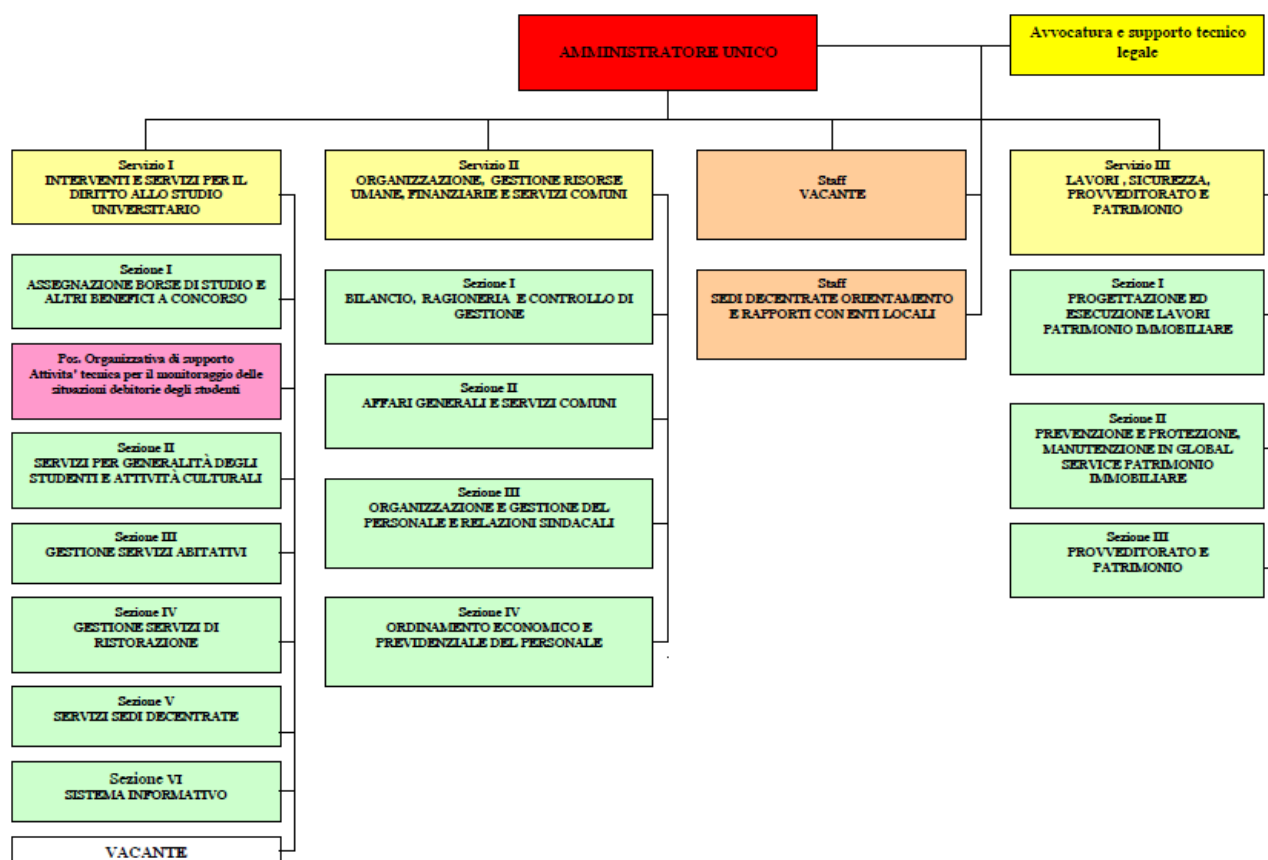 AMMINISTRATORE UNICO
Avvocatura e supporto tecnico
legale
Servizio I
INTERVENTI E SERVIZI PER IL
DIRITTO ALLO STUDIO
UNIVERSITARIO
Sezione I
ASSEGNAZIONE BORSE DI STUDIO E
ALTRI BENEFICI A CONCORSO
Pos. Organizzativa di supporto
Attivita' tecnica per il monitoraggio delle
situazioni debitorie degli studenti
Sezione II
SERVIZI PER GENERALITÀ DEGLI
STUDENTI E ATTIVITÀ CULTURALI
Sezione III
GESTIONE SERVIZI ABITATIVI
Sezione IV
GESTIONE SERVIZI DI
RISTORAZIONE
Sezione V
SERVIZI SEDI DECENTRATE
Sezione VI
SISTEMA INFORMATIVO
VACANTE
Servizio II
ORGANIZZAZIONE, GESTIONE RISORSE
UMANE, FINANZIARIE E SERVIZI COMUNI
Sezione I
BILANCIO, RAGIONERIA E CONTROLLO DI
GESTIONE
Sezione II
AFFARI GENERALI E SERVIZI COMUNI
Sezione III
ORGANIZZAZIONE E GESTIONE DEL
PERSONALE E RELAZIONI SINDACALI
Sezione IV
ORDINAMENTO ECONOMICO E
PREVIDENZIALE DEL PERSONALE
Staff
VACANTE
Staff
SEDI DECENTRATE ORIENTAMENTO
E RAPPORTI CON ENTI LOCALI
Servizio III
LAVORI , SICUREZZA,
PROVVEDITORATO E
PATRIMONIO
Sezione I
PROGETTAZIONE ED
ESECUZIONE LAVORI
PATRIMONIO IMMOBILIARE
Sezione II
PREVENZIONE E PROTEZIONE,
MANUTENZIONE IN GLOBAL
SERVICE PATRIMONIO
IMMOBILIARE
Sezione III
PROVVEDITORATO E
PATRIMONIO